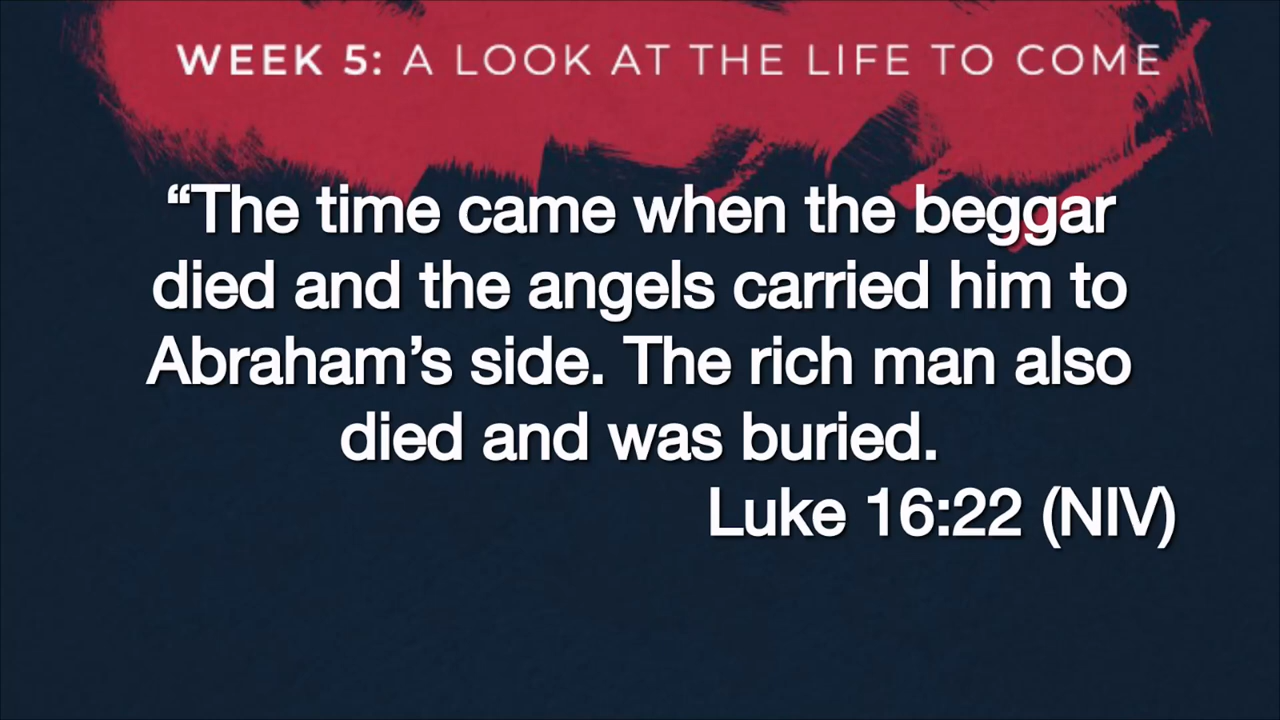 WEEK 5: A LOOK AT THE LIFE TO COME
“The time came when the beggar
died and the angels carried him to
Abraham’s side. The rich man also
died and was buried.
Luke 16:22 (NIV)